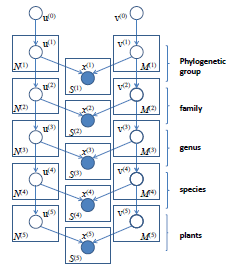 u(0) v(0)
u(1) x(1) v(1)
N(1) S(1) M(1)
Phylogenetic
group
u(2) x(2) v(2)
N(2) S(2) M(2)
family
u(3) x(3) v(3)
N(3) S(3) M(3)
genus
u(4) x(4) v(4)
N(4) S(4) M(4)
species
u(5) x(5) v(5)
N(5) S(5) M(5)
plants